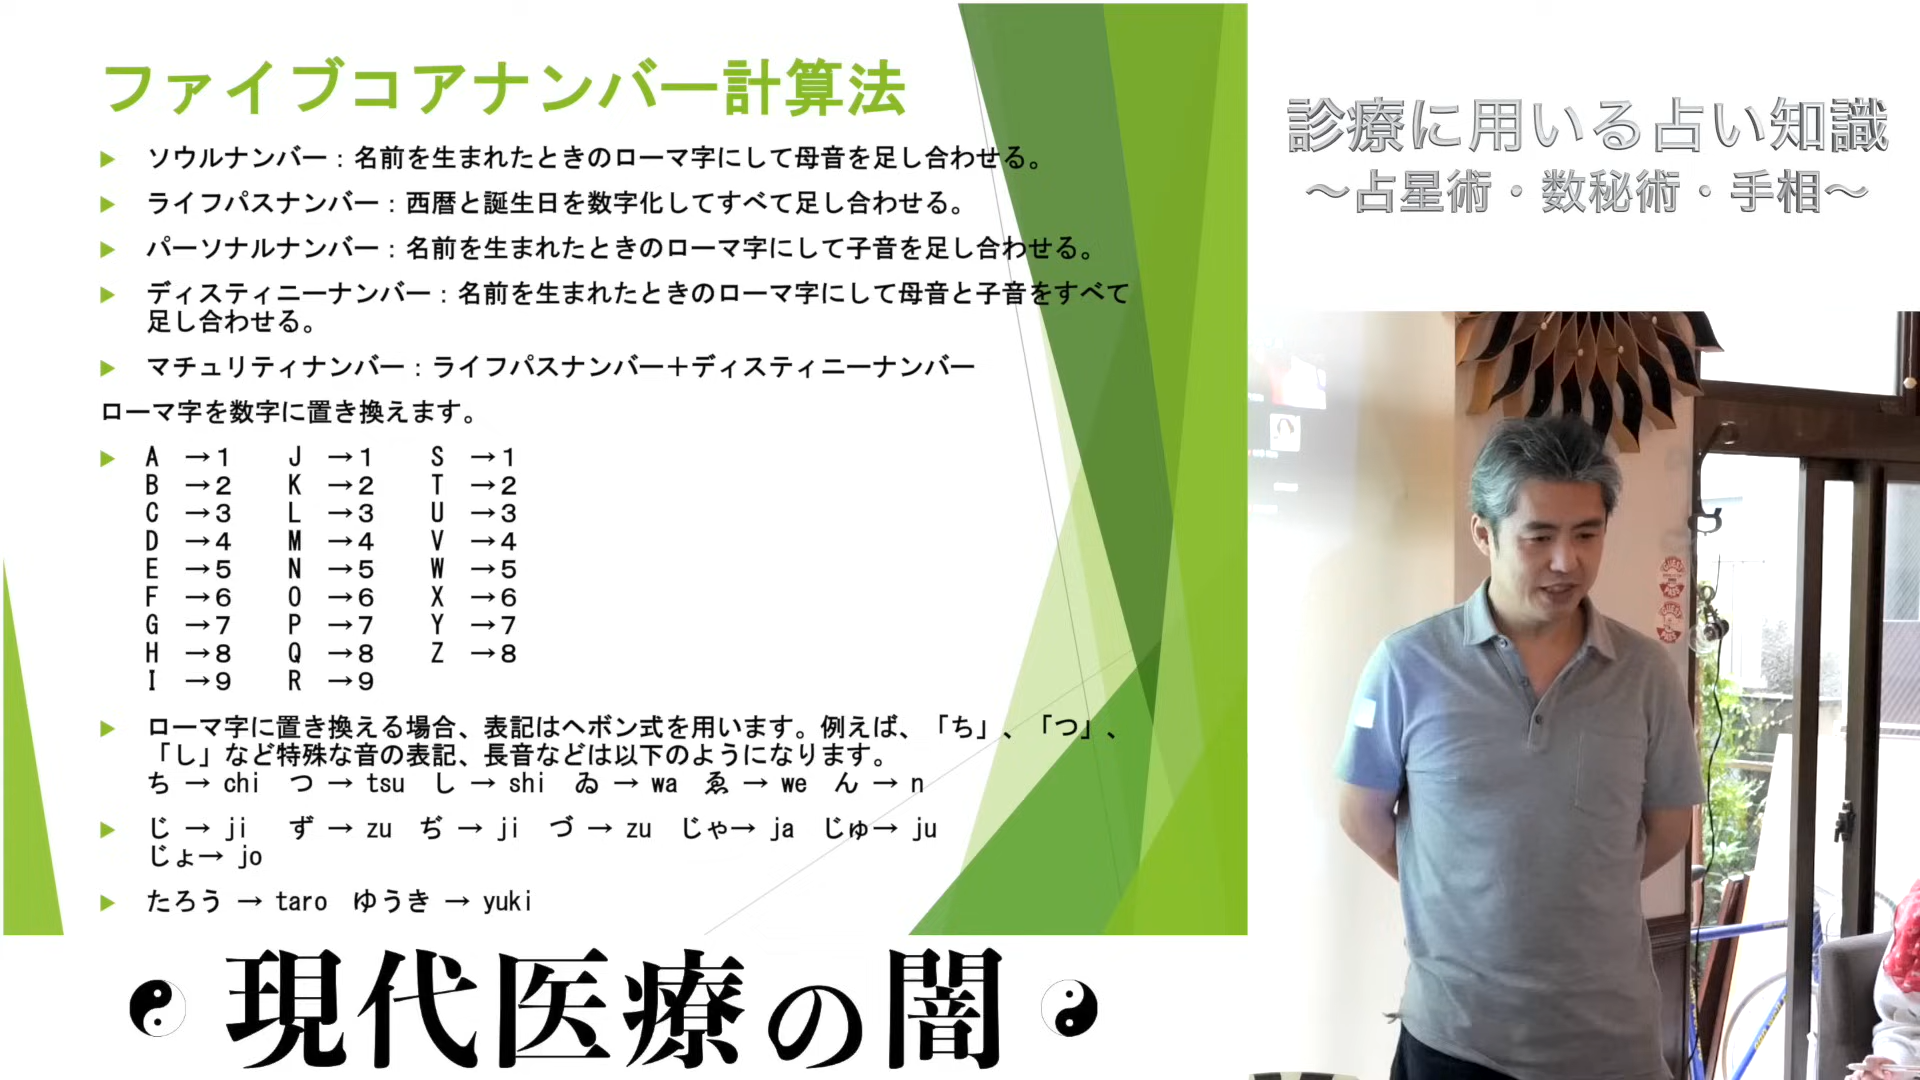 ファイブコアナンバー計算法
ソウルナンバー：名前を生まれたときのローマ字にして母音を足し合わせる。
ライフパスナンバー：西暦と誕生日を数字化してすべて足し合わせる。
パーソナルナンバー：名前を生まれたときのローマ字にして子音を足し合わせる。
ディスティニーナンバー：名前を生まれたときのローマ字にして母音と子音をすべて
足し合わせる。
マチュリティナンバー：ライフパスナンバー＋ディスティニーナンバー
ローマ字を数字に置き換えます。
A →1 J →1 S →1
B →2 K →2 T →2
C →3 L →3 U →3
D →4 M →4 V →4
E →5 N →5 W →5
F →6 O →6 X →6
G →7 P →7 Y →7
H →8 Q →8 Z →8
I →9 R →9
ローマ字に置き換える場合、表記はヘボン式を用います。例えば、「ち」、「つ」、
「し」など特殊な音の表記、長音などは以下のようになります。
ち → chi つ → tsu し → shi ゐ → wa ゑ → we ん → n
じ → ji ず → zu ぢ → ji づ → zu じゃ→ ja じゅ→ ju
じょ→ jo
たろう → taro ゆうき → yuki
現代医療の闇
診療に用いる占い知識
～占星術・数秘術・手相～